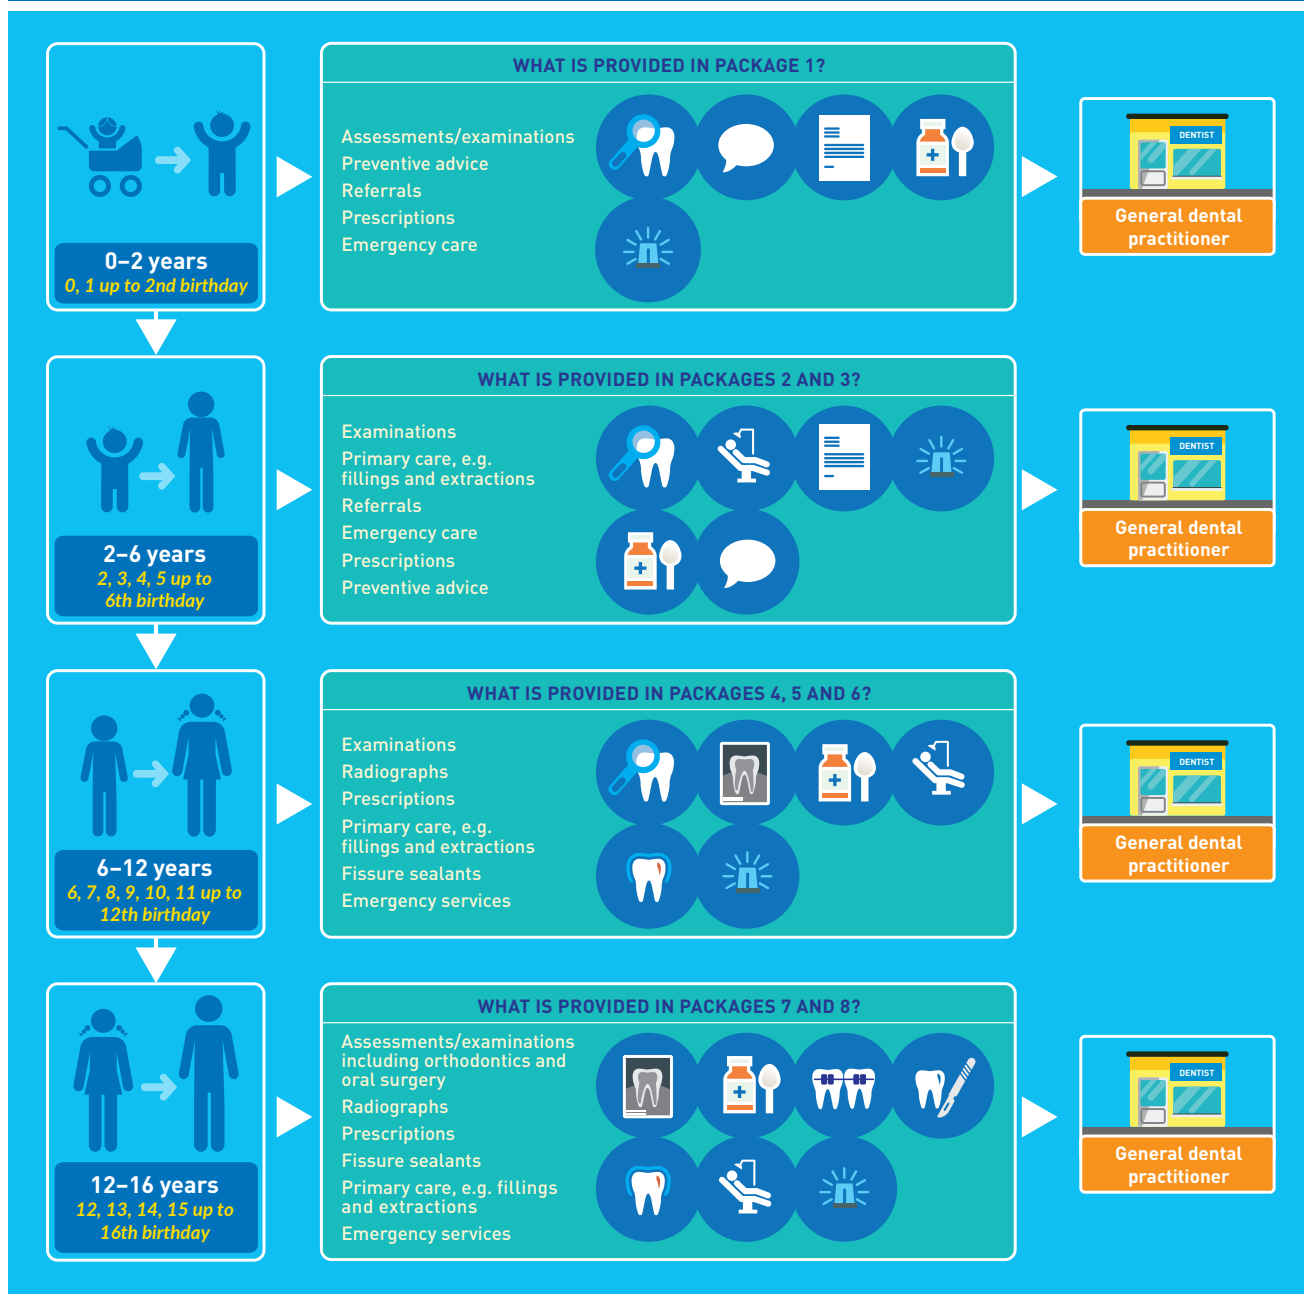 WHAT IS PROVIDED IN PACKAGE 1?
Assessments/examinations
Preventive advice
Referrals
Prescriptions
Emergency care
0–2 years
0, 1 up to 2nd birthday
DENTIST
General dental
practitioner
WHAT IS PROVIDED IN PACKAGES 2 AND 3?
Examinations
Primary care, e.g.
fillings and extractions
Referrals
Emergency care
Prescriptions
Preventive advice
2–6 years
2, 3, 4, 5 up to
6th birthday
DENTIST
General dental
practitioner
WHAT IS PROVIDED IN PACKAGES 4, 5 AND 6?
Examinations
Radiographs
Prescriptions
Primary care, e.g.
fillings and extractions
Fissure sealants
Emergency services
6–12 years
6, 7, 8, 9, 10, 11 up to
12th birthday
DENTIST
General dental
practitioner
WHAT IS PROVIDED IN PACKAGES 7 AND 8?
Assessments/examinations
including orthodontics and
oral surgery
Radiographs
Prescriptions
Fissure sealants
Primary care, e.g. fillings
and extractions
Emergency services
12–16 years
12, 13, 14, 15 up to
16th birthday
DENTIST
General dental
practitioner